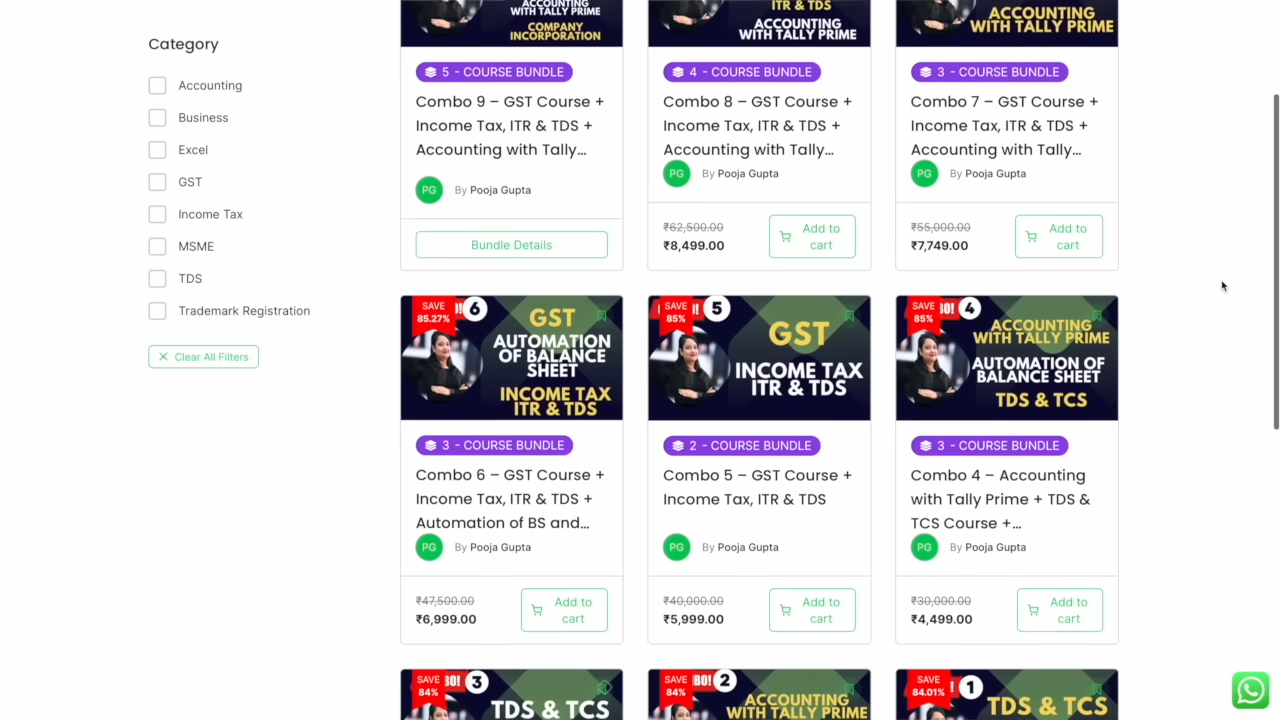 Category
Accounting
Business
Excel
GST
Income Tax
MSME
TDS
Trademark Registration
Clear All Filters
ACCOUNTING
WITH TALLY PRIME
COMPANY
INCORPORATION
5 - COURSE BUNDLE
Combo 9 – GST Course +
Income Tax, ITR & TDS +
Accounting with Tally...
PG By Pooja Gupta
Bundle Details
ITR & TDS
ACCOUNTING
WITH TALLY PRIME
4 - COURSE BUNDLE
Combo 8 – GST Course +
Income Tax, ITR & TDS +
Accounting with Tally...
PG By Pooja Gupta
₹62,500.00
₹8,499.00
Add to
cart
ACCOUNTING
WITH TALLY PRIME
3 - COURSE BUNDLE
Combo 7 – GST Course +
Income Tax, ITR & TDS +
Accounting with Tally...
PG By Pooja Gupta
₹55,000.00
₹7,749.00
Add to
cart
SAVE
85.27%
6
GST
AUTOMATION
OF BALANCE
SHEET
INCOME TAX
ITR & TDS
3 - COURSE BUNDLE
Combo 6 – GST Course +
Income Tax, ITR & TDS +
Automation of BS and...
PG By Pooja Gupta
₹47,500.00
₹6,999.00
Add to
cart
SAVE
85%
5
GST
INCOME TAX
ITR & TDS
2 - COURSE BUNDLE
Combo 5 – GST Course +
Income Tax, ITR & TDS
PG By Pooja Gupta
₹40,000.00
₹5,999.00
Add to
cart
SAVE
85%
BO! 4
ACCOUNTING
WITH TALLY PRIME
AUTOMATION OF
BALANCE SHEET
TDS & TCS
3 - COURSE BUNDLE
Combo 4 – Accounting
with Tally Prime + TDS &
TCS Course +...
PG By Pooja Gupta
₹30,000.00
₹4,499.00
Add to
cart
SAVE
84%
BO! 3
TDS & TCS
SAVE
84%
BO! 2
ACCOUNTING
WITH TALLY PRIME
SAVE
84.01%
! 1
TDS & TCS